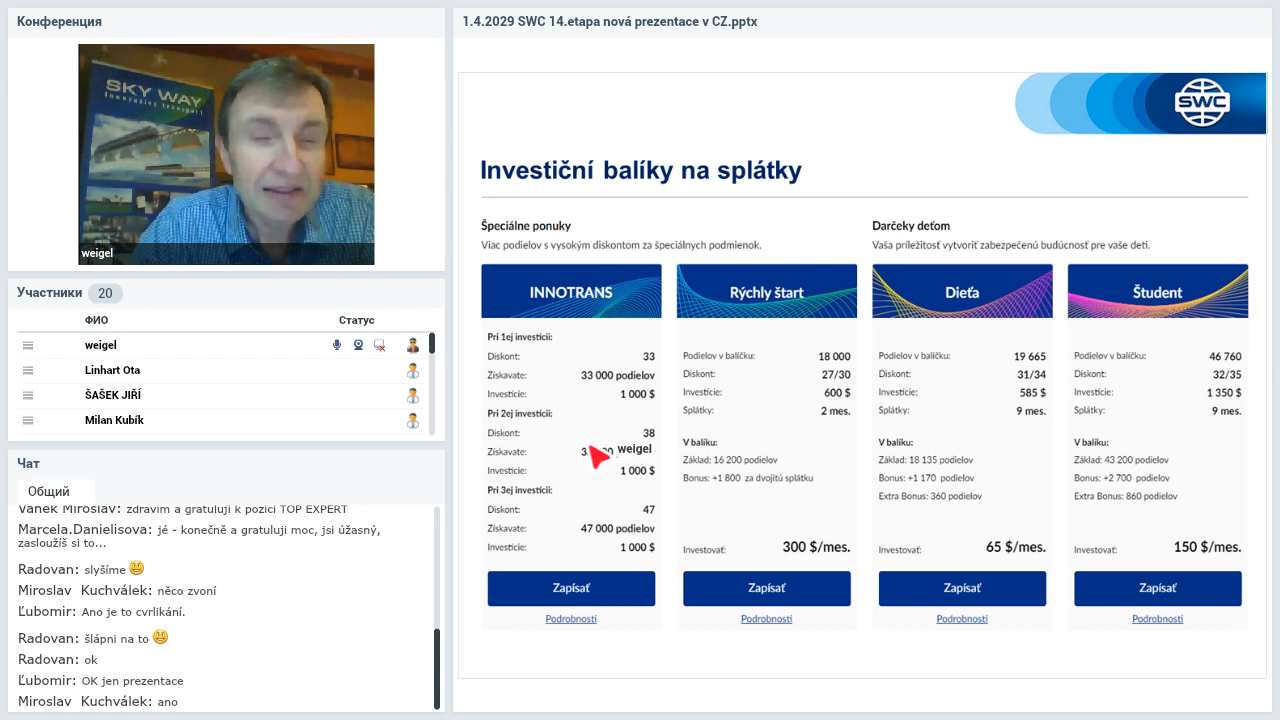 Конференция
SKY WAY
weigel
Участники 20
ФИО Статус
weigel
Linhart Ota
ŠAŠEK JIŘÍ
Milan Kubík
Чат
Общий
Vaněk Miroslav: zdravím a gratuluji k pozici TOP EXPERT
Marcela.Danielisova: jé - konečně a gratuluji moc, jsi úžasný,
zasloužíš si to...
Radovan: slyšíme
Miroslav Kuchválek: něco zvoní
Ľubomir: Ano je to cvrlikání.
Radovan: šlápni na to
Radovan: ok
Ľubomir: OK jen prezentace
Miroslav Kuchválek: ano
1.4.2029 SWC 14.etapa nová prezentace v CZ.pptx
SWC
Investiční balíky na splátky
Špeciálne ponuky
Viac podielov s vysokým diskontom za špeciálnych podmienok.
Darčeky deťom
Vaša príležitosť vytvoriť zabezpečenú budúcnosť pre vaše deti.
INNOTRANS
Pri 1ej investícii:
Diskont: 33
Získavate: 33 000 podielov
Investície: 1 000 $
Pri 2ej investícii:
Diskont: 38
Získavate:
weigel
Investície: 1 000 $
Pri 3ej investícii:
Diskont: 47
Získavate: 47 000 podielov
Investície: 1 000 $
Zapísať
Podrobnosti
Rýchly štart
Podielov v balíčku: 18 000
Diskont: 27/30
Investície: 600 $
Splátky: 2 mes.
V balíku:
Základ: 16 200 podielov
Bonus: +1 800 za dvojitú splátku
Investovať: 300 $/mes.
Zapísať
Podrobnosti
Dieťa
Podielov v balíčku: 19 665
Diskont: 31/34
Investície: 585 $
Splátky: 9 mes.
V balíku:
Základ: 18 135 podielov
Bonus: +1 170 podielov
Extra Bonus: 360 podielov
Investovať: 65 $/mes.
Zapísať
Podrobnosti
Študent
Podielov v balíčku: 46 760
Diskont: 32/35
Investície: 1 350 $
Splátky: 9 mes.
V balíku:
Základ: 43 200 podielov
Bonus: +2 700 podielov
Extra Bonus: 860 podielov
Investovať: 150 $/mes.
Zapísať
Podrobnosti